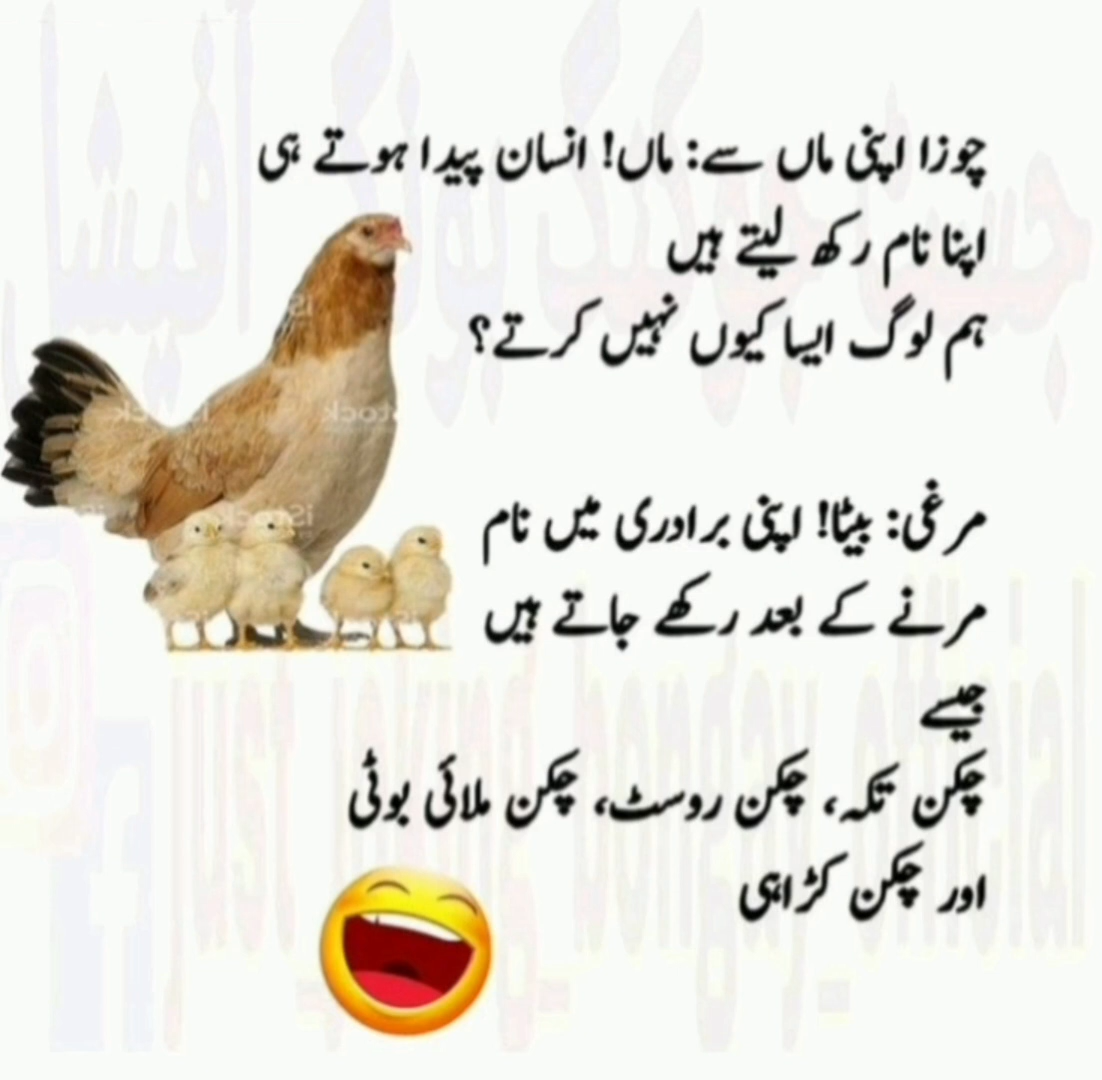 چوزا اپنی ماں سے: ماں! انسان پیدا ہوتے ہی
اپنا نام رکھ لیتے ہیں
ہم لوگ ایسا کیوں نہیں کرتے؟
مرغی: بیٹا! اپنی برادری میں نام
مرنے کے بعد رکھے جاتے ہیں
جیسے
چکن تکہ، چکن روسٹ، چکن ملائی بوٹی
اور چکن کڑاہی